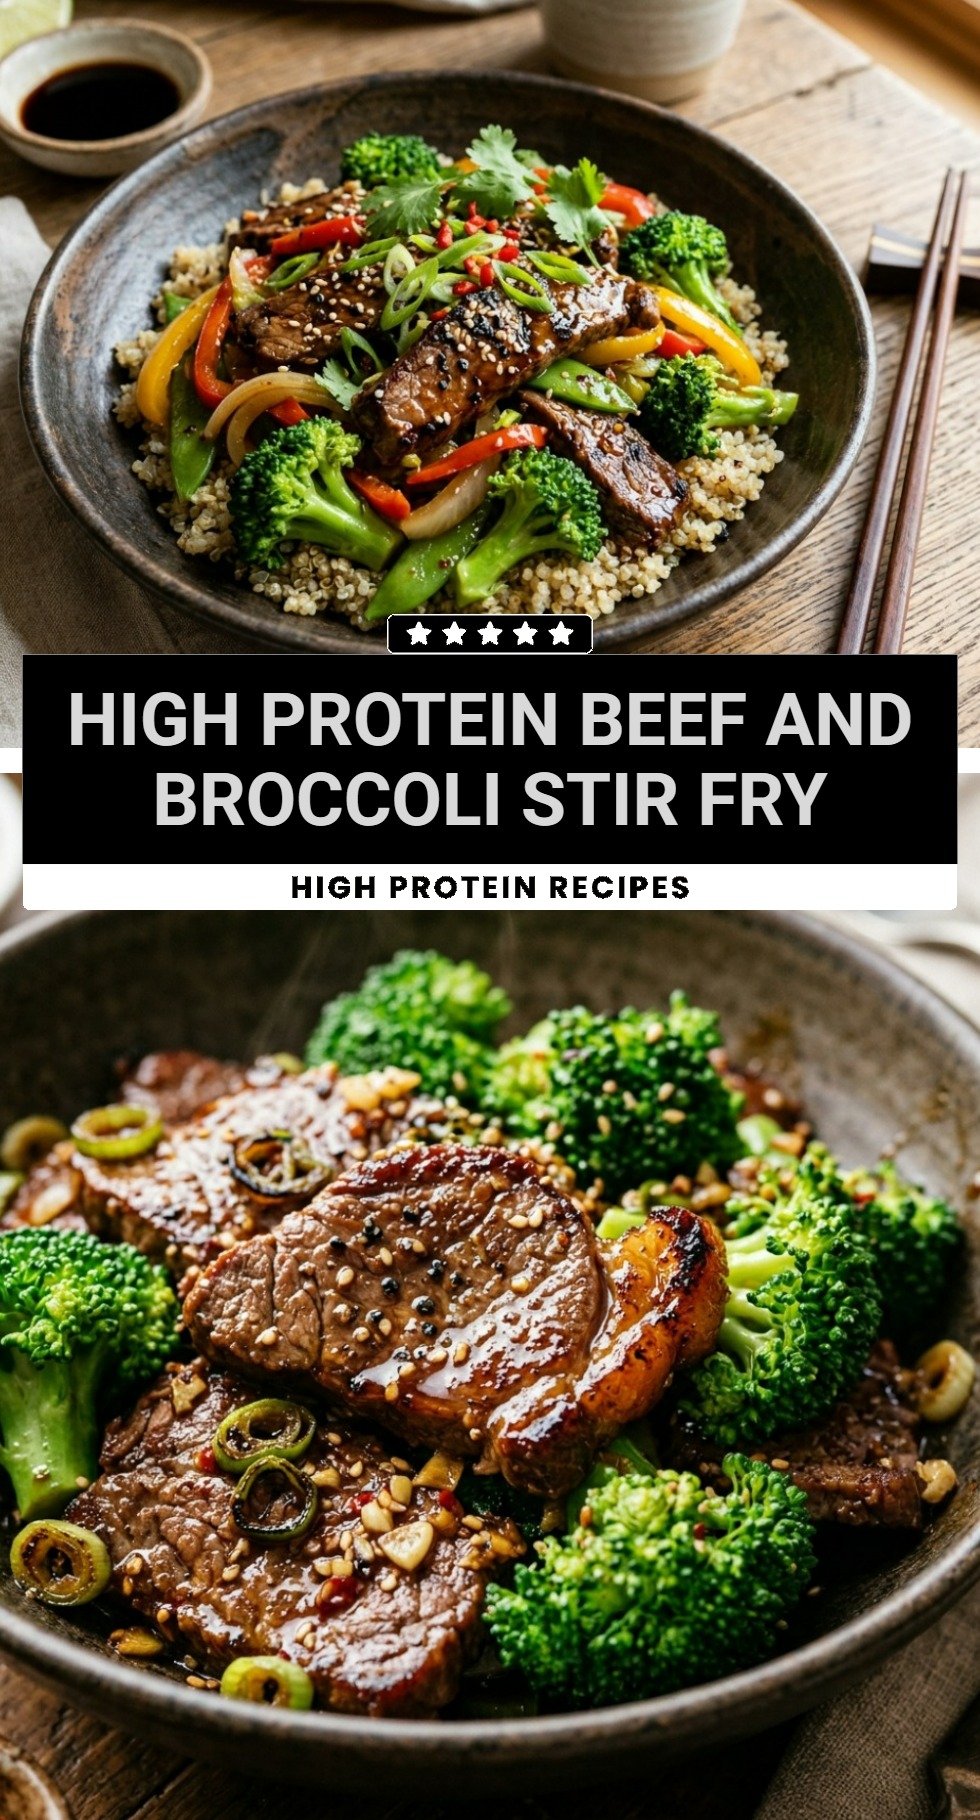 HIGH PROTEIN BEEF AND
BROCCOLI STIR FRY
HIGH PROTEIN RECIPES